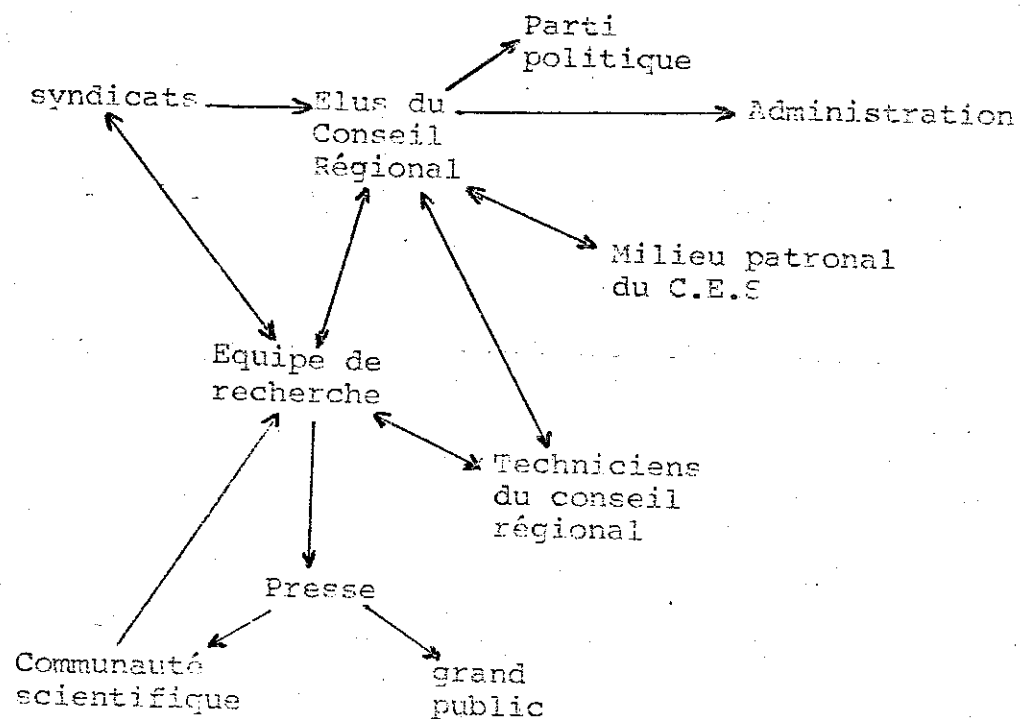 Parti
politique
syndicats
Elus du
Conseil
Régional
Administration
Milieu patronal
du C.E.S
Equipe de
recherche
Techniciens
du conseil
régional
Presse
Communauté
scientifique
grand
public